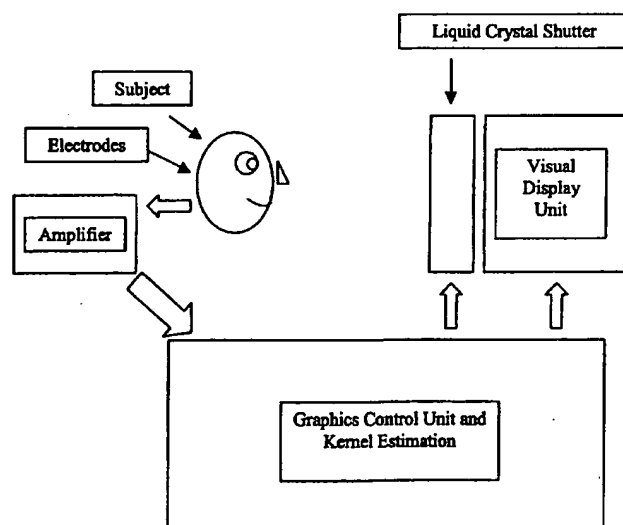 Liquid Crystal Shutter
Subject
Electrodes
Visual
Display
Unit
Amplifier
Graphics Control Unit and
Kernel Estimation